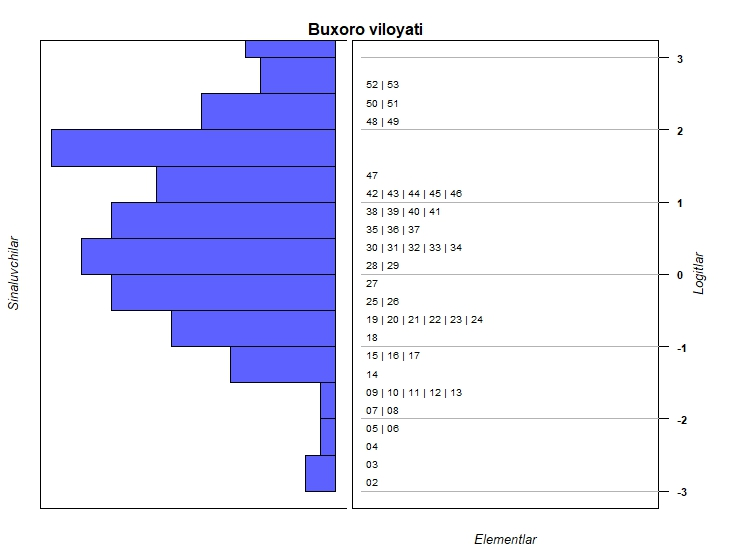 Buxoro viloyati
3
52 | 53
50 | 51
48 | 49
2
47
42 | 43 | 44 | 45 | 46
1
38 | 39 | 40 | 41
35 | 36 | 37
30 | 31 | 32 | 33 | 34
28 | 29
0
27
25 | 26
19 | 20 | 21 | 22 | 23 | 24
18
-1
15 | 16 | 17
14
09 | 10 | 11 | 12 | 13
07 | 08
-2
05 | 06
04
03
02
-3
Sinaluvchilar
Logitlar
Elementlar